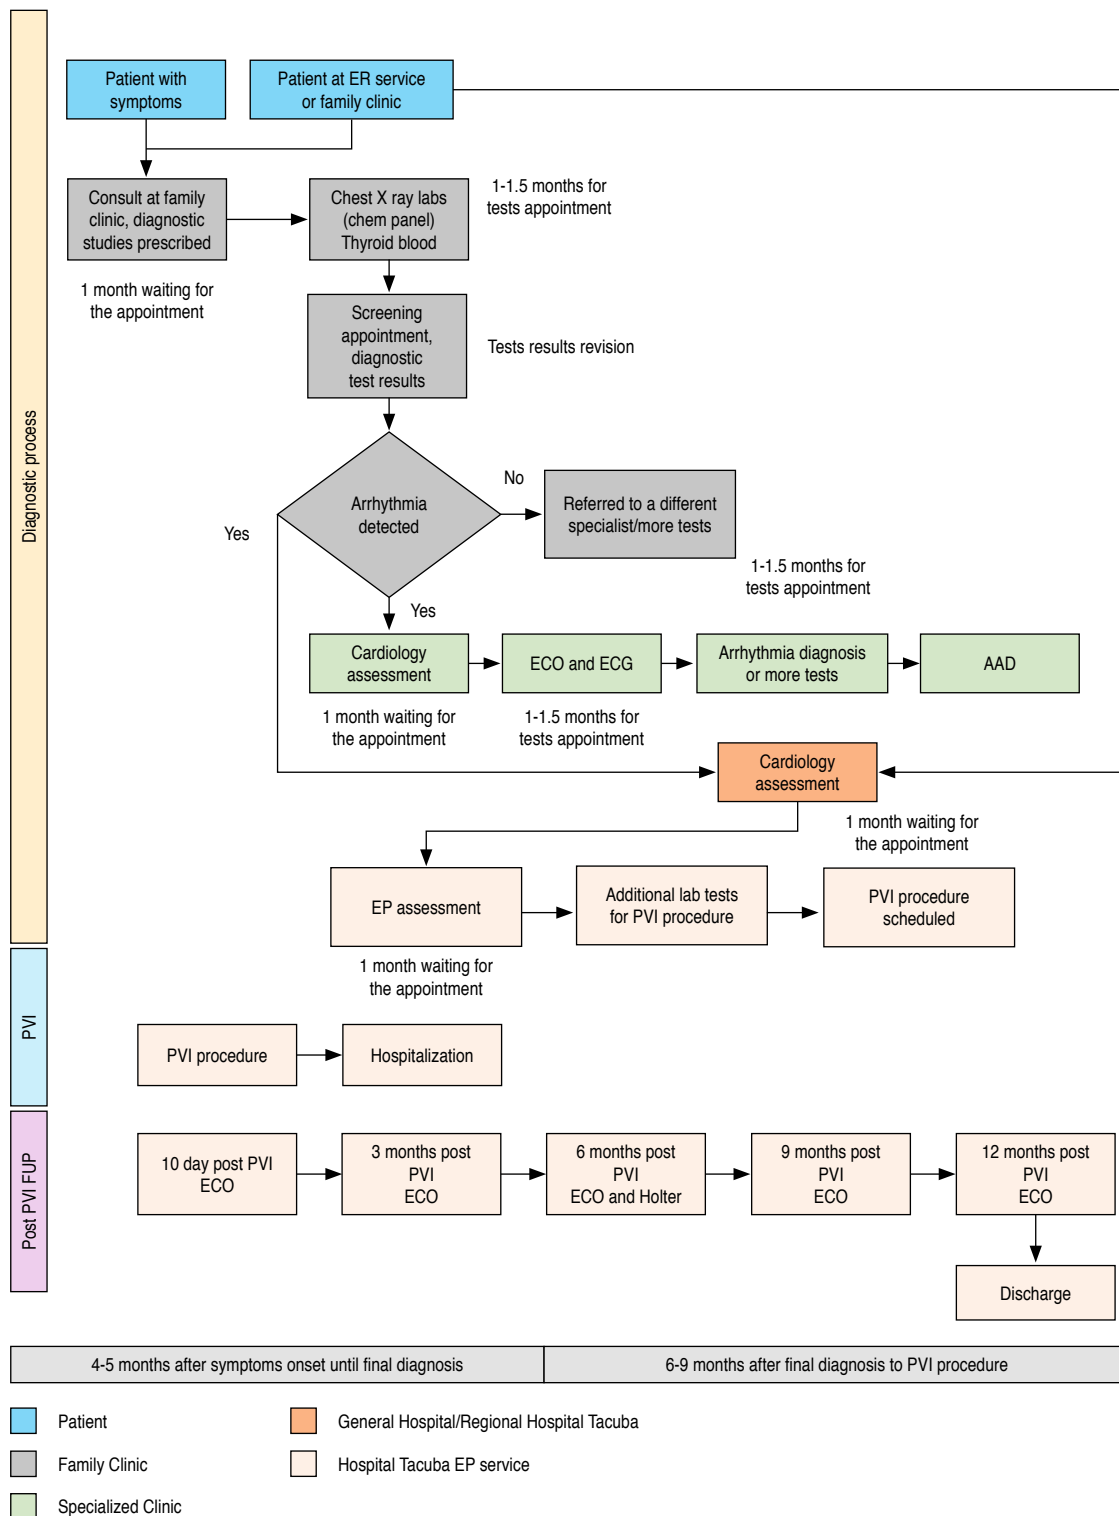 Diagnostic process
Patient with
symptoms
Patient at ER service
or family clinic
Consult at family
clinic, diagnostic
studies prescribed
Chest X ray labs
(chem panel)
Thyroid blood
1-1.5 months for
tests appointment
1 month waiting for
the appointment
Screening
appointment,
diagnostic
test results
Tests results revision
Arrhythmia
detected
No
Referred to a different
specialist/more tests
Yes
1-1.5 months for
tests appointment
Yes
Cardiology
assessment
ECO and ECG
Arrhythmia diagnosis
or more tests
AAD
1 month waiting for
the appointment
1-1.5 months for
tests appointment
Cardiology
assessment
1 month waiting for
the appointment
EP assessment
Additional lab tests
for PVI procedure
PVI procedure
scheduled
1 month waiting for
the appointment
PVI
PVI procedure
Hospitalization
Post PVI FUP
10 day post PVI
ECO
3 months post
PVI
ECO
6 months post
PVI
ECO and Holter
9 months post
PVI
ECO
12 months post
PVI
ECO
Discharge
4-5 months after symptoms onset until final diagnosis
6-9 months after final diagnosis to PVI procedure
Patient
General Hospital/Regional Hospital Tacuba
Family Clinic
Hospital Tacuba EP service
Specialized Clinic